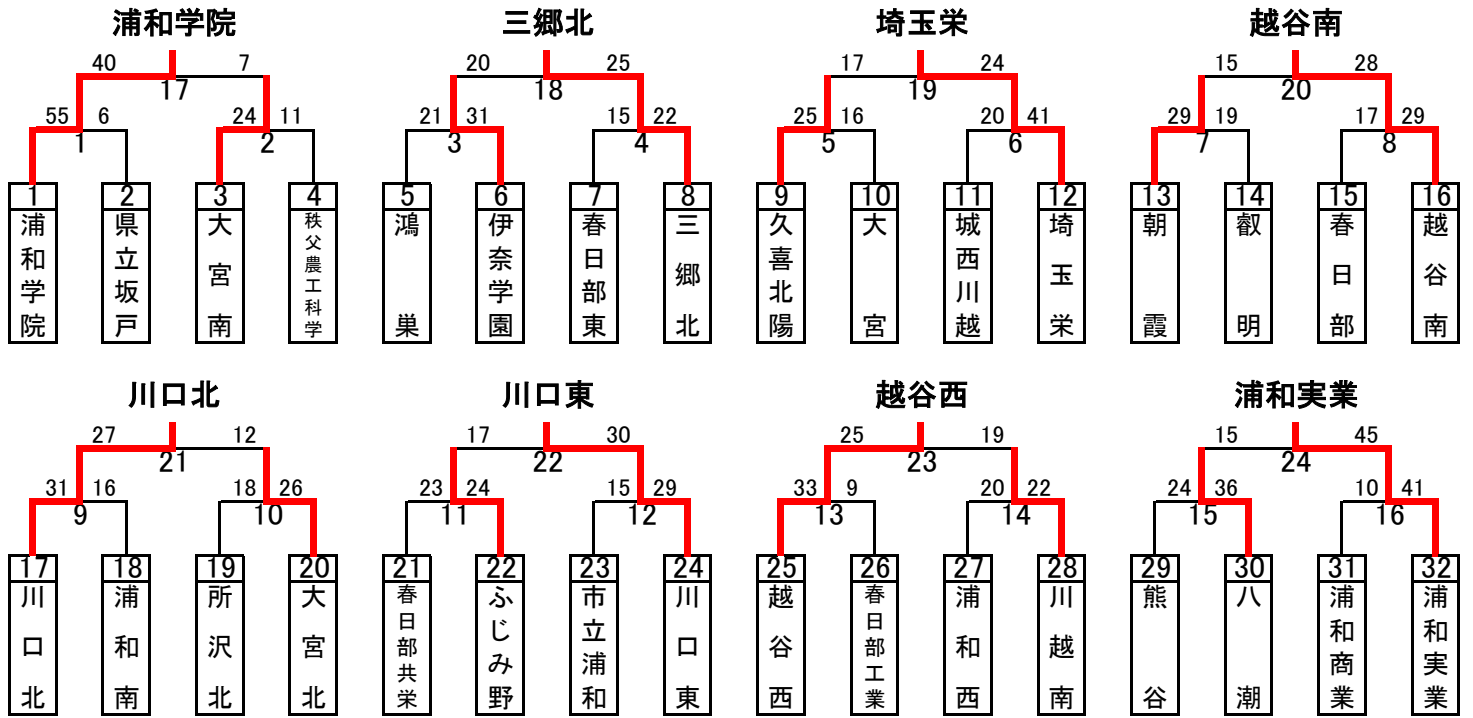 浦和学院 三郷北 埼玉栄 越谷南
40 7 20 25 17 24 15 28
17 18 19 20
55 6 24 11 21 31 15 22 25 16 20 41 29 19 17 29
1 2 3 4 5 6 7 8
1 2 3 4 5 6 7 8 9 10 11 12 13 14 15 16
浦和学院 県立坂戸 大宮南 秩父農工科学 鴻巣 伊奈学園 春日部東 三郷北 久喜北陽 大宮 城西川越 埼玉栄 朝霞 叡明 春日部 越谷南
川口北 川口東 越谷西 浦和実業
27 12 17 30 25 19 15 45
21 22 23 24
31 16 18 26 23 24 15 29 33 9 20 22 24 36 10 41
9 10 11 12 13 14 15 16
17 18 19 20 21 22 23 24 25 26 27 28 29 30 31 32
川口北 浦和南 所沢北 大宮北 春日部共栄 ふじみ野 市立浦和 川口東 越谷西 春日部工業 浦和西 川越南 熊谷 八潮 浦和商業 浦和実業